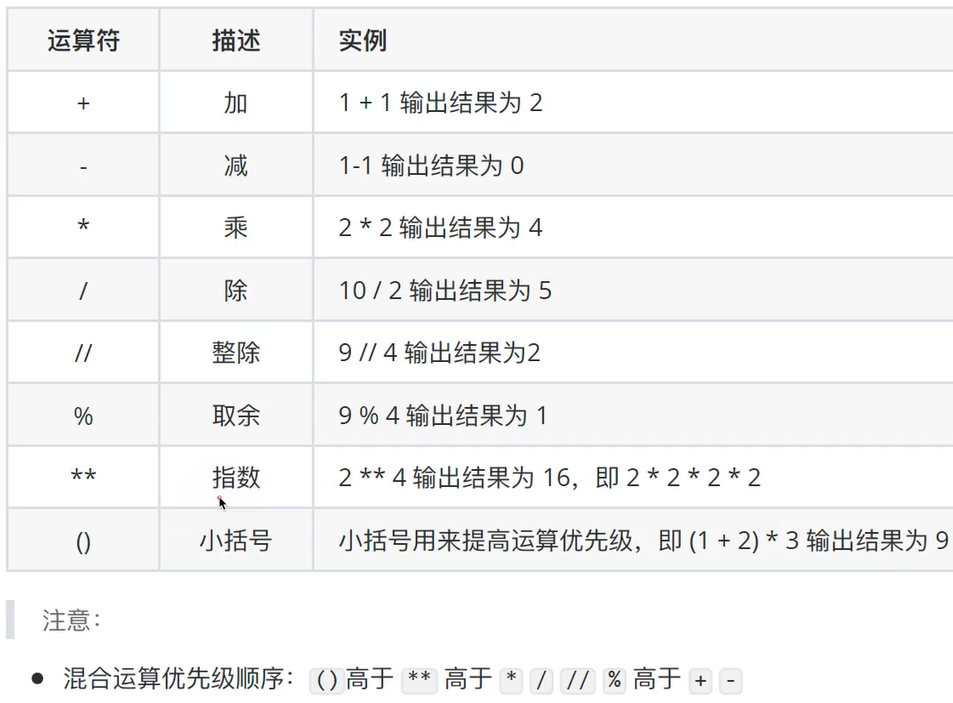 运算符 描述 实例
+ 加 1 + 1 输出结果为 2
- 减 1-1 输出结果为 0
* 乘 2 * 2 输出结果为 4
/ 除 10 / 2 输出结果为 5
// 整除 9 // 4 输出结果为2
% 取余 9 % 4 输出结果为 1
** 指数 2 ** 4 输出结果为 16，即 2 * 2 * 2 * 2
() 小括号 小括号用来提高运算优先级，即 (1 + 2) * 3 输出结果为 9
注意：
混合运算优先级顺序：()高于 ** 高于 * / // % 高于 + -